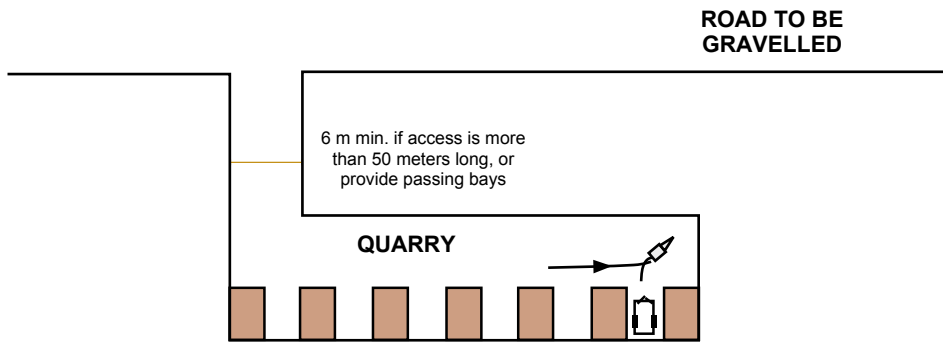 ROAD TO BE
GRAVELLED
6 m min. if access is more
than 50 meters long, or
provide passing bays
QUARRY